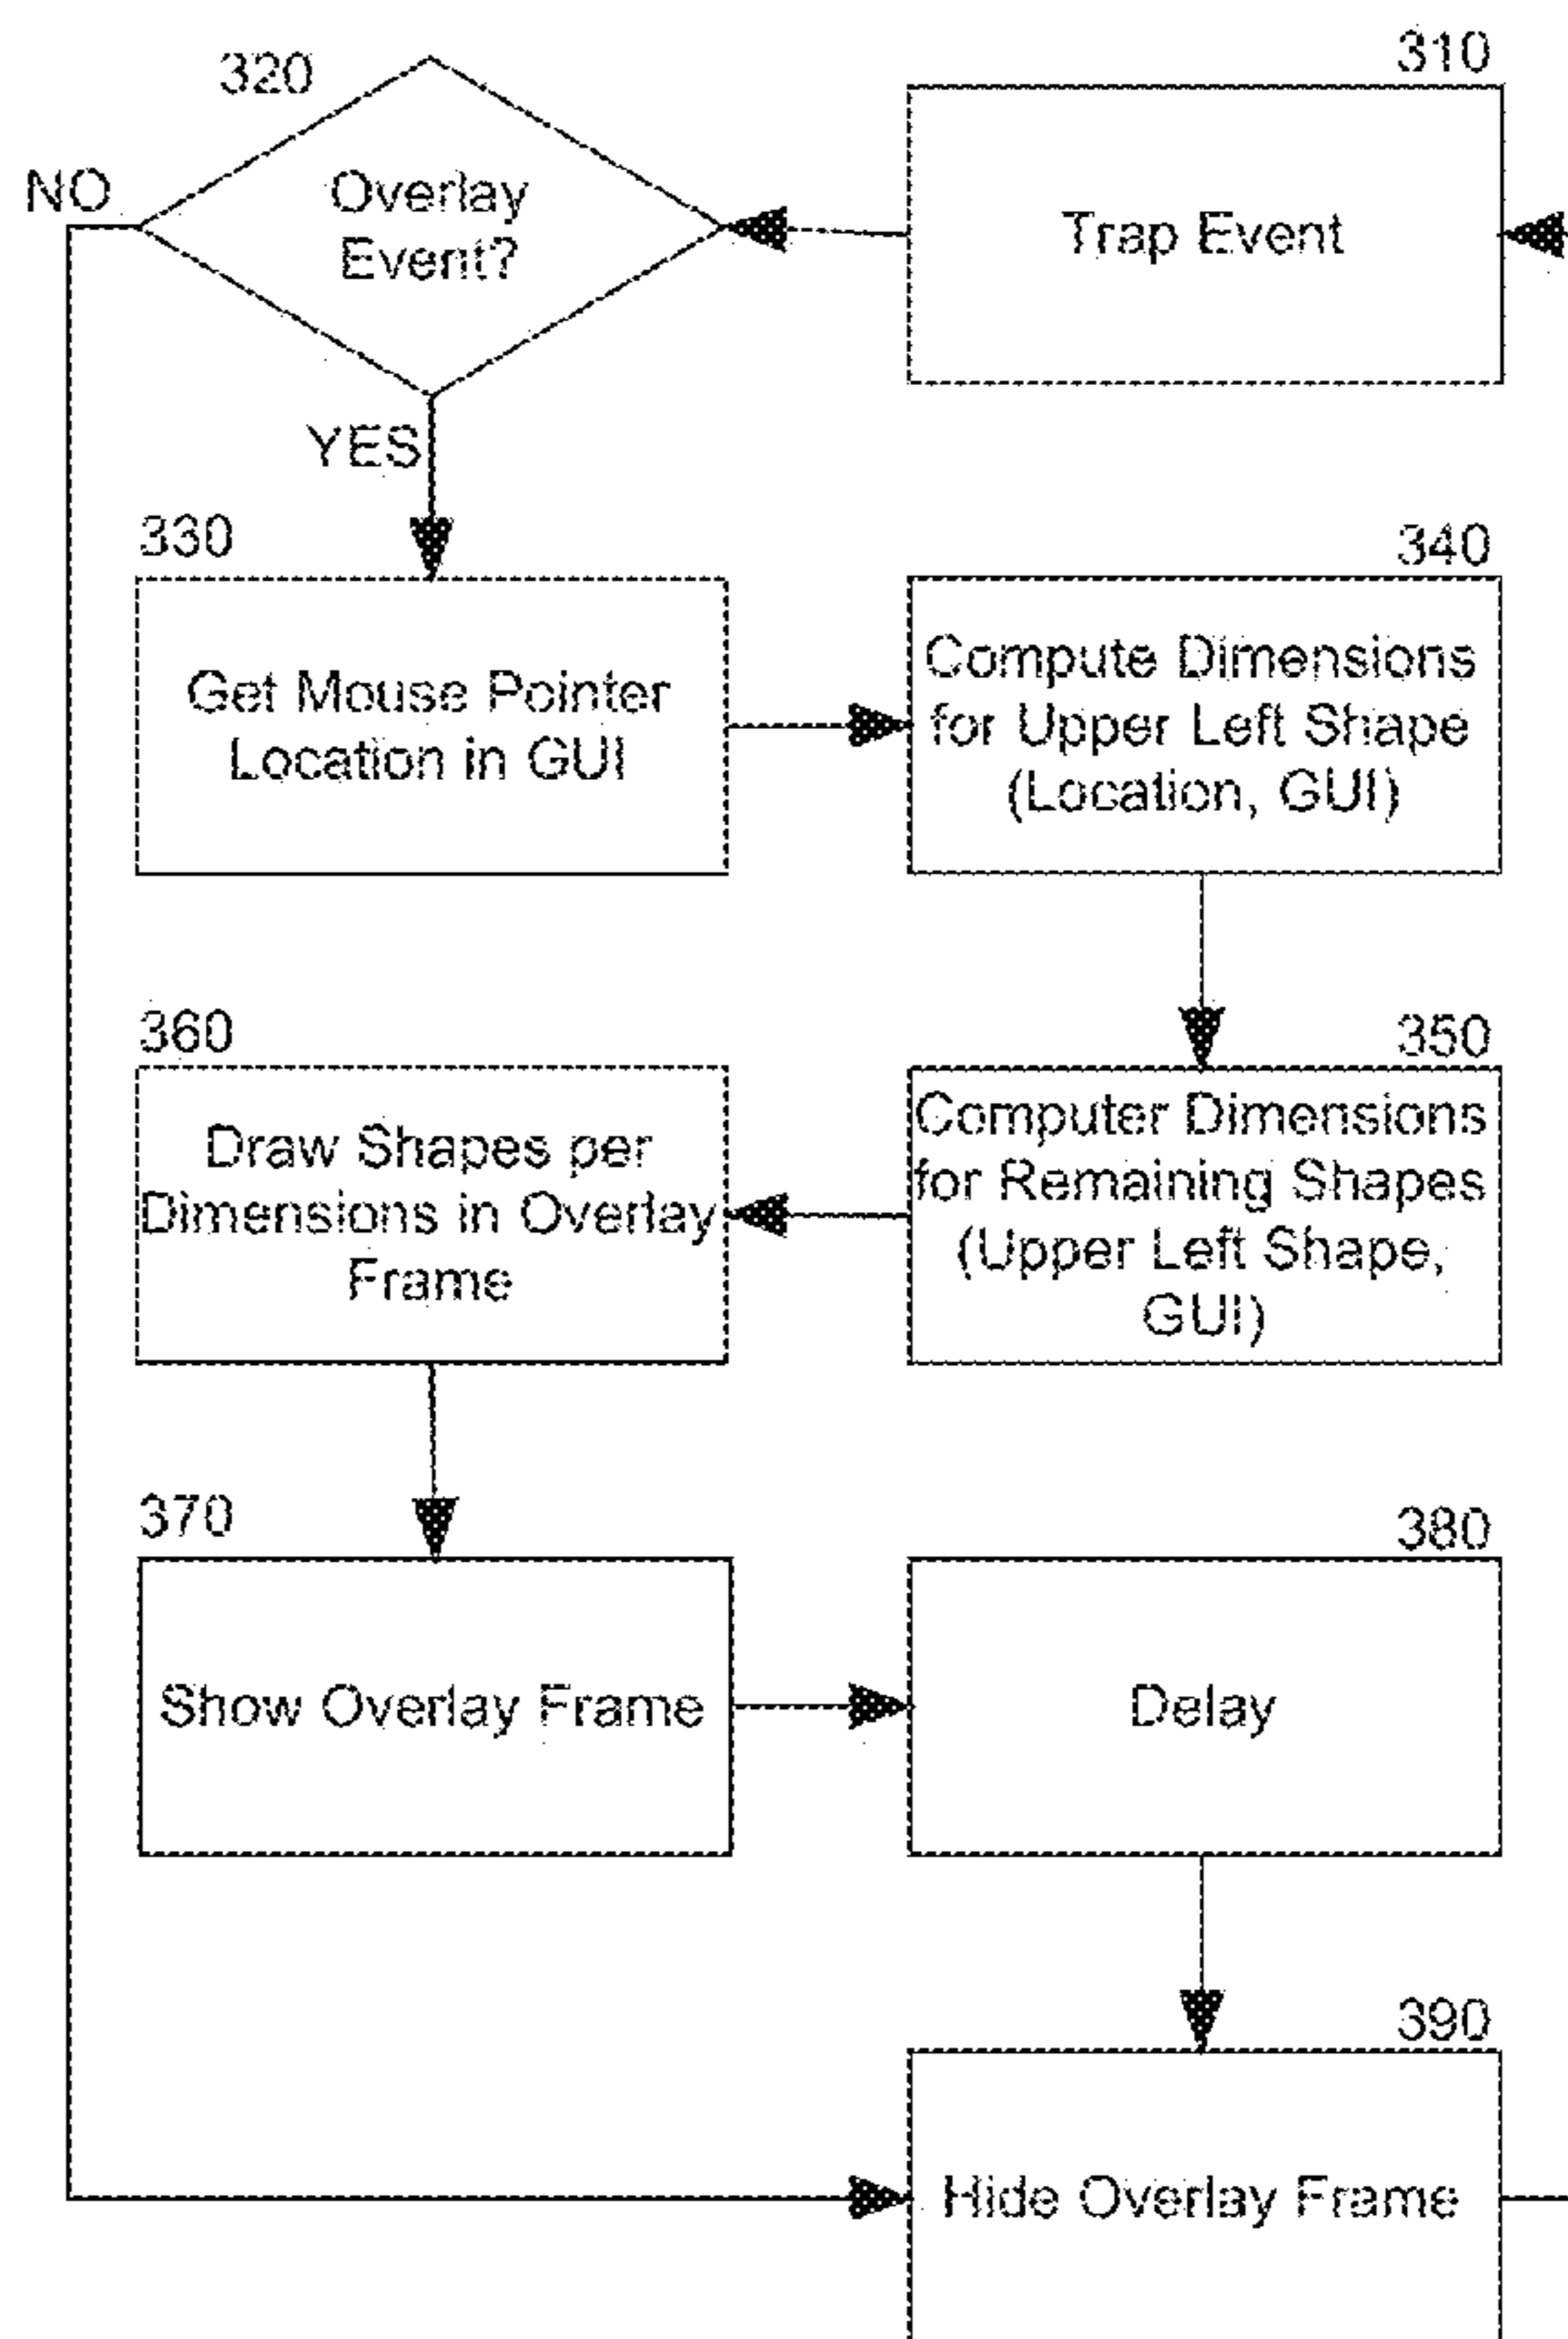 310
Trap Event
320
Overlay
Event?
NO
YES
330
Get Mouse Pointer
Location in GUI
340
Compute Dimensions
for Upper Left Shape
(Location, GUI)
350
Computer Dimensions
for Remaining Shapes
(Upper Left Shape,
GUI)
360
Draw Shapes per
Dimensions in Overlay
Frame
370
Show Overlay Frame
380
Delay
390
Hide Overlay Frame